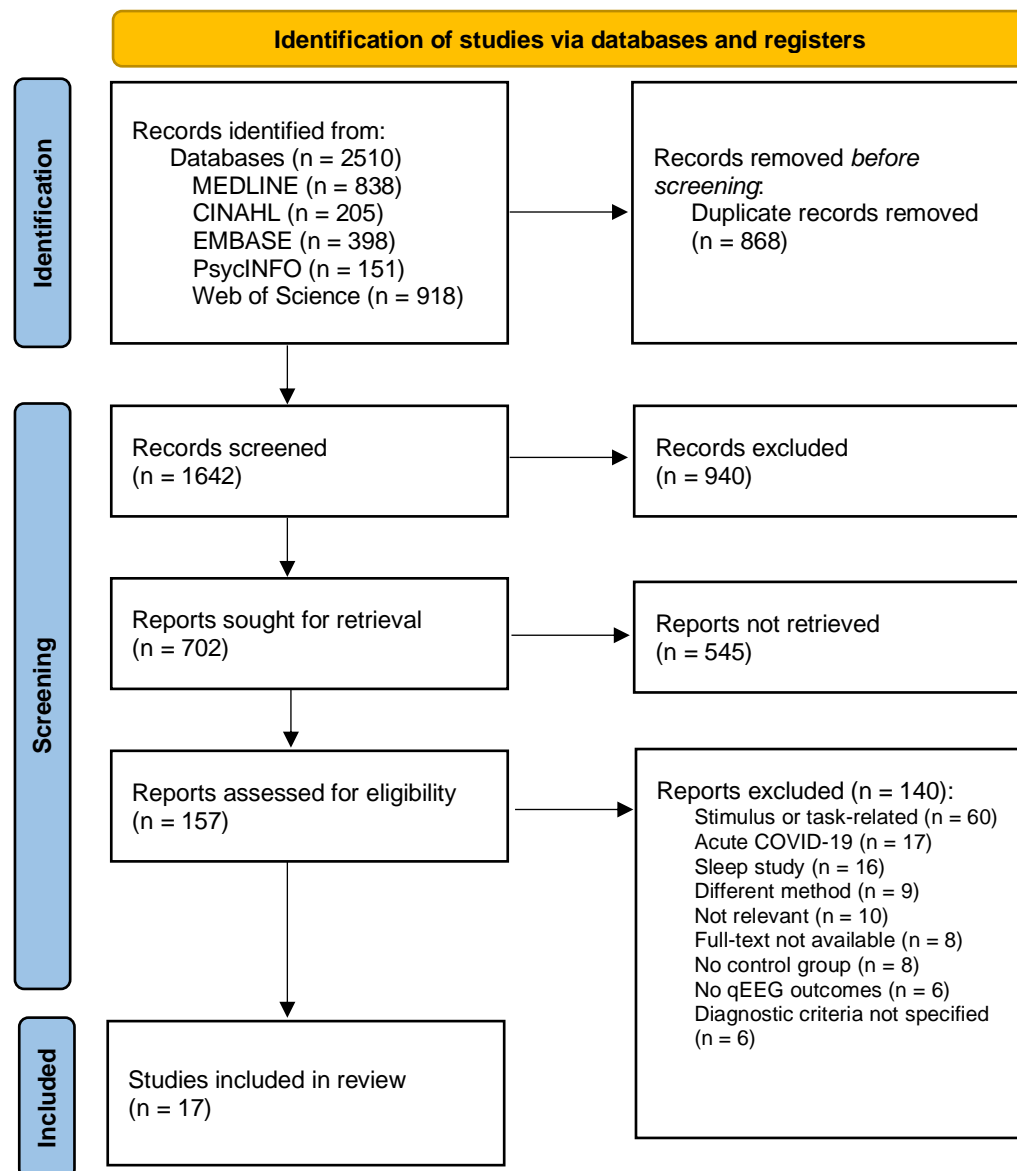 Identification of studies via databases and registers
Identification
Records identified from:
Databases (n = 2510)
MEDLINE (n = 838)
CINAHL (n = 205)
EMBASE (n = 398)
PsycINFO (n = 151)
Web of Science (n = 918)
Records removed before
screening:
Duplicate records removed
(n = 868)
Screening
Records screened
(n = 1642)
Records excluded
(n = 940)
Reports sought for retrieval
(n = 702)
Reports not retrieved
(n = 545)
Reports assessed for eligibility
(n = 157)
Reports excluded (n = 140):
Stimulus or task-related (n = 60)
Acute COVID-19 (n = 17)
Sleep study (n = 16)
Different method (n = 9)
Not relevant (n = 10)
Full-text not available (n = 8)
No control group (n = 8)
No qEEG outcomes (n = 6)
Diagnostic criteria not specified
(n = 6)
Included
Studies included in review
(n = 17)